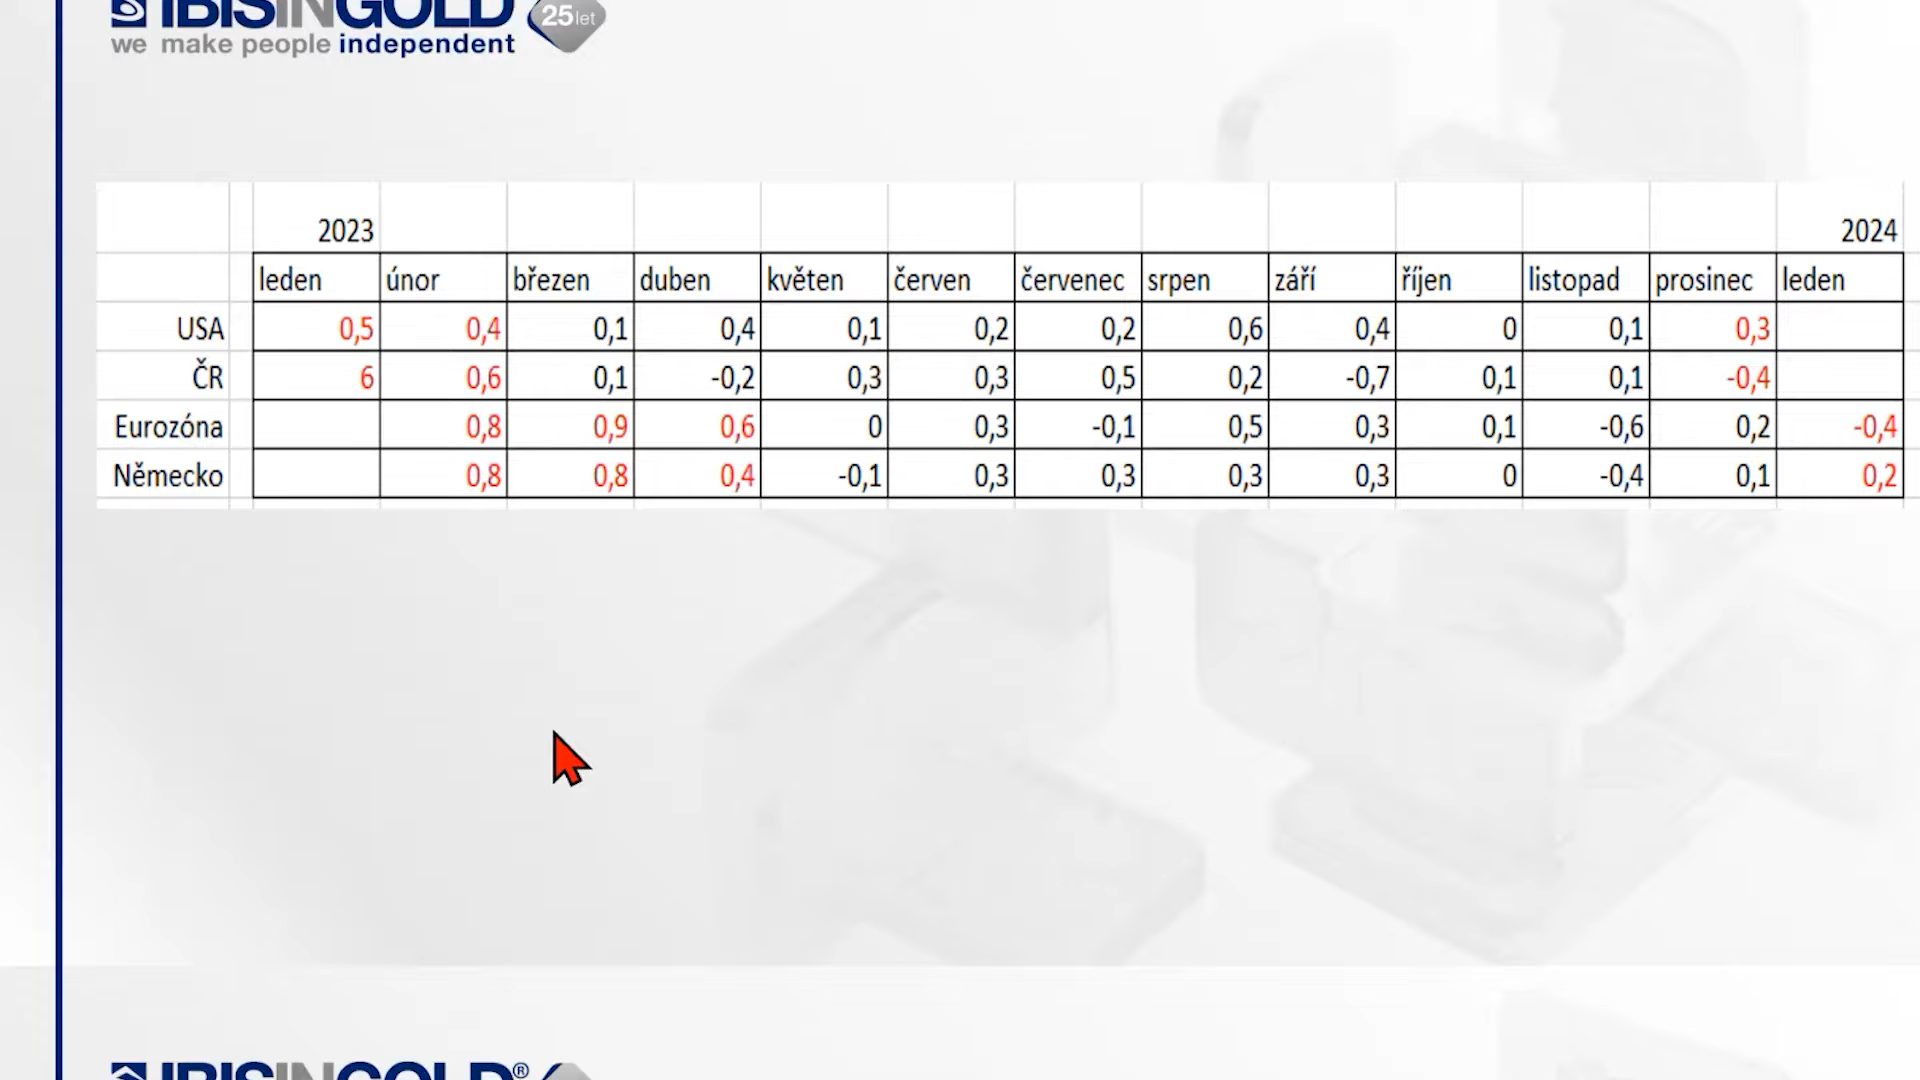 IBISINGOLD 25let
we make people independent
2023 2024
leden únor březen duben květen červen červenec srpen září říjen listopad prosinec leden
USA 0,5 0,4 0,1 0,4 0,1 0,2 0,2 0,6 0,4 0 0,1 0,3
ČR 6 0,6 0,1 -0,2 0,3 0,3 0,5 0,2 -0,7 0,1 0,1 -0,4
Eurozóna 0,8 0,9 0,6 0 0,3 -0,1 0,5 0,3 0,1 -0,6 0,2 -0,4
Německo 0,8 0,8 0,4 -0,1 0,3 0,3 0,3 0,3 0 -0,4 0,1 0,2
IBISINGOLD®